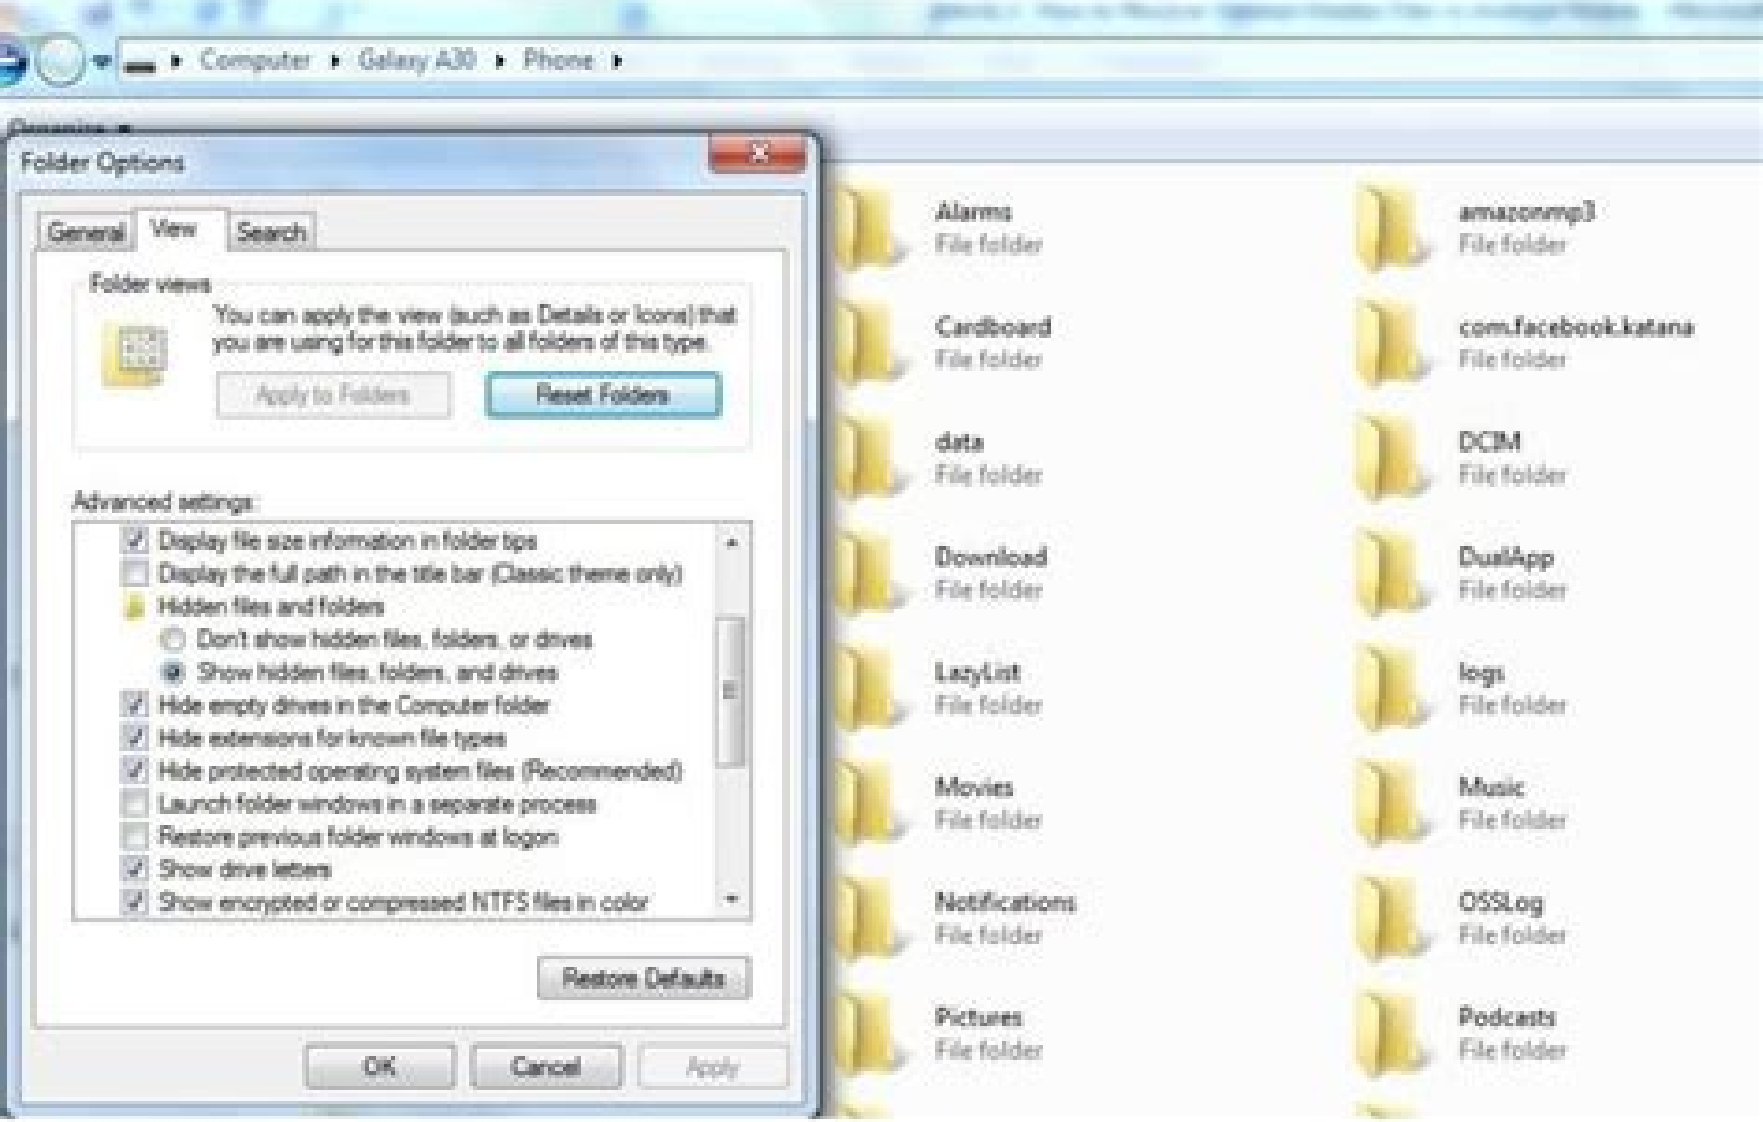 Computer ▸ Galaxy A30 ▸ Phone ▸
Organize
Folder Options
General View Search
Folder views
You can apply the view (such as Details or Icons) that
you are using for this folder to all folders of this type.
Apply to Folders Reset Folders
Advanced settings:
Display file size information in folder tips
Display the full path in the title bar (Classic theme only)
Hidden files and folders
Don't show hidden files, folders, or drives
Show hidden files, folders, and drives
Hide empty drives in the Computer folder
Hide extensions for known file types
Hide protected operating system files (Recommended)
Launch folder windows in a separate process
Restore previous folder windows at logon
Show drive letters
Show encrypted or compressed NTFS files in color
Restore Defaults
OK Cancel Apply
Alarms
File folder
amazonmp3
File folder
Cardboard
File folder
com.facebook.katana
File folder
data
File folder
DCIM
File folder
Download
File folder
DualApp
File folder
LazyList
File folder
logs
File folder
Movies
File folder
Music
File folder
Notifications
File folder
OSSLog
File folder
Pictures
File folder
Podcasts
File folder